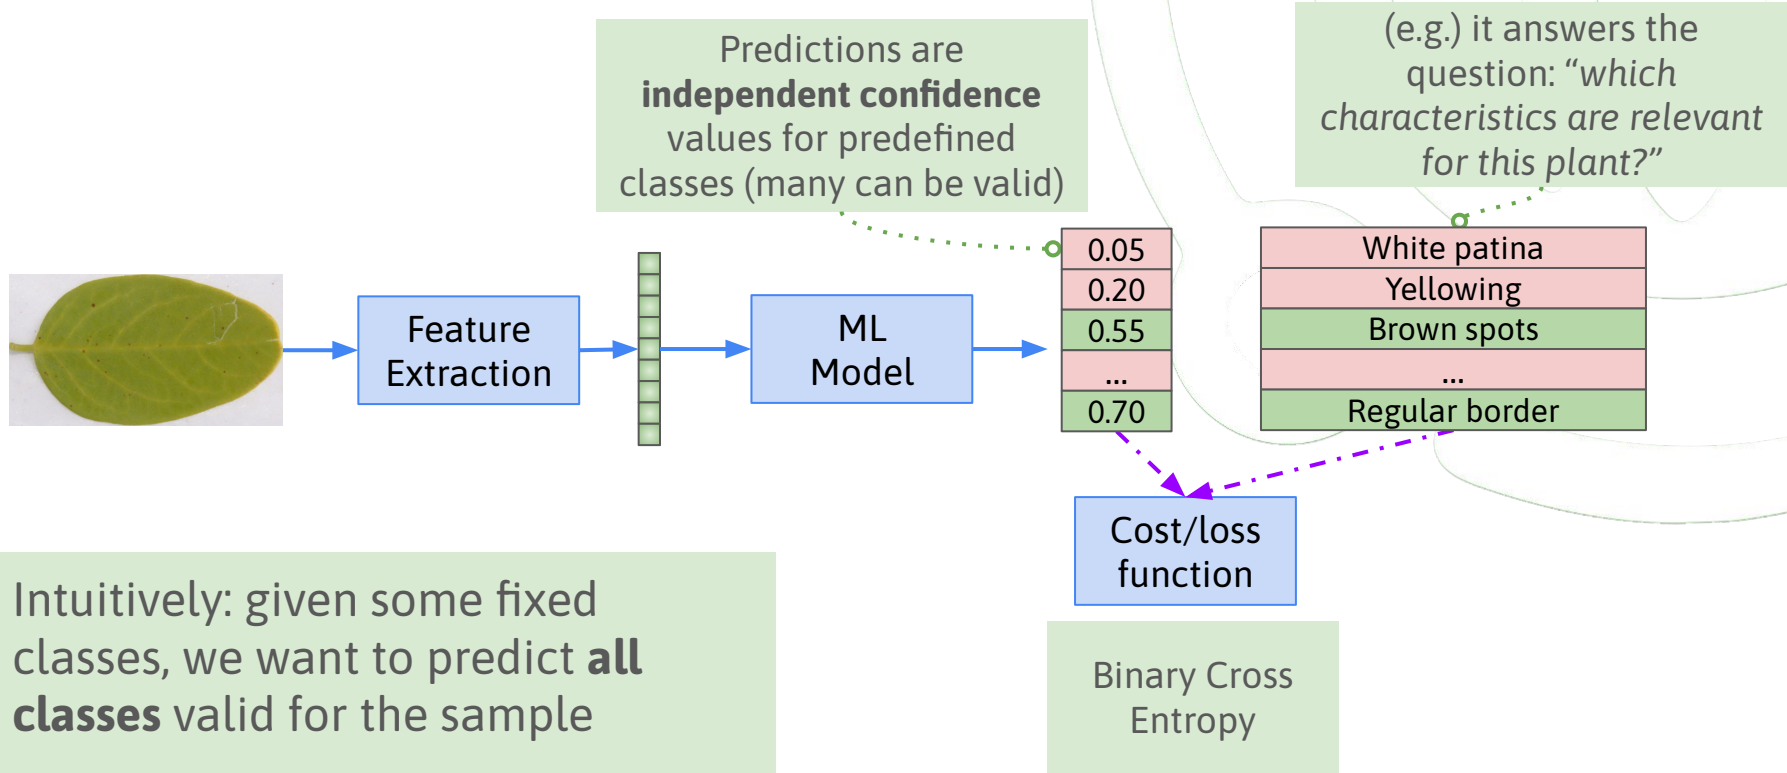 Predictions are
independent confidence
values for predefined
classes (many can be valid)
(e.g.) it answers the
question: “which
characteristics are relevant
for this plant?”
Feature
Extraction
ML
Model
0.05
0.20
0.55
...
0.70
White patina
Yellowing
Brown spots
...
Regular border
Cost/loss
function
Intuitively: given some fixed
classes, we want to predict all
classes valid for the sample
Binary Cross
Entropy